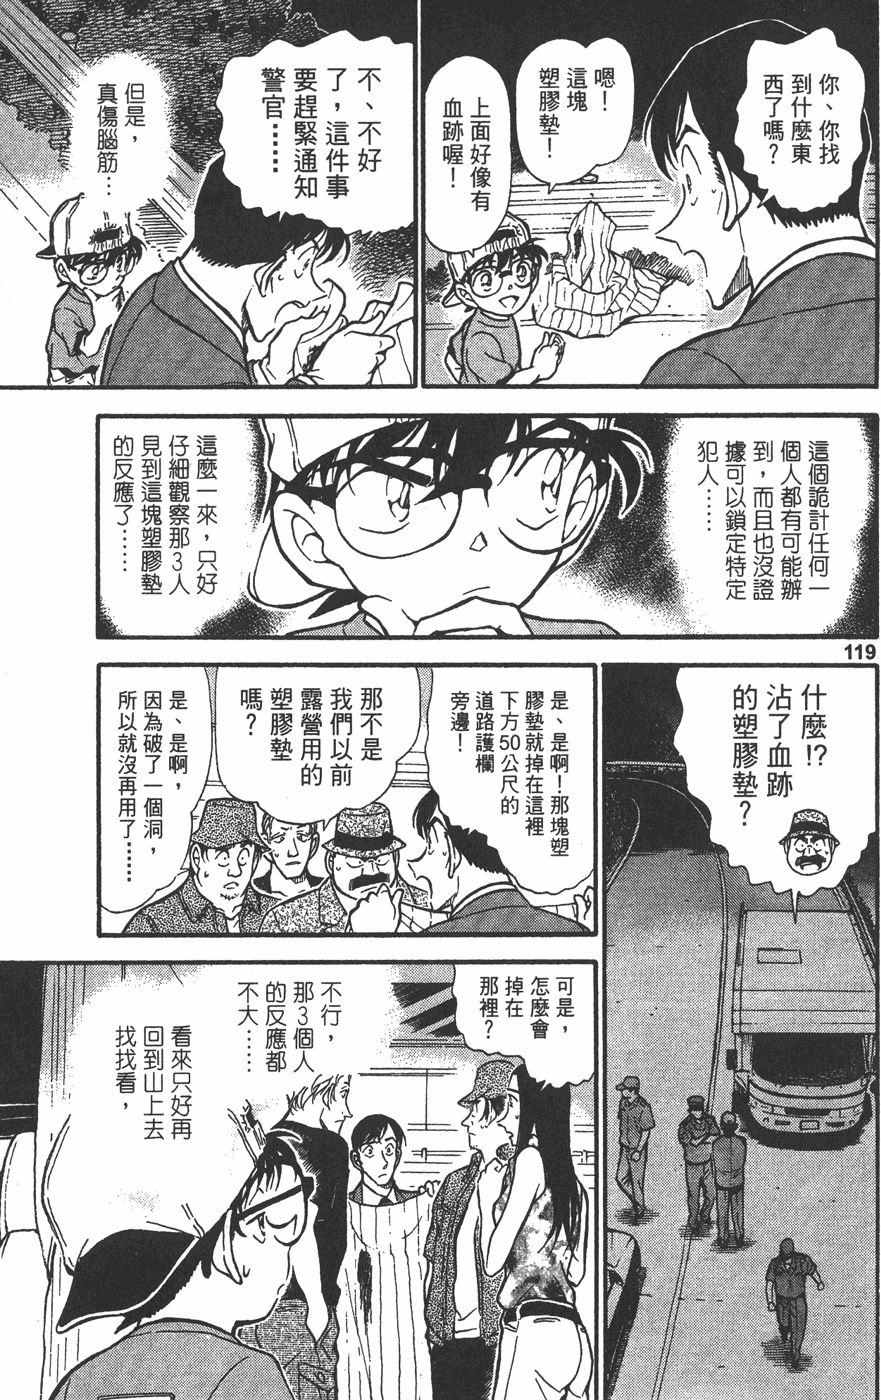 你、你找
到什麼東
西了嗎？
嗯！
這塊
塑膠墊！
上面好像有
血跡喔！
不、不好
了，這件事
要趕緊通知
警官……
但是，
真傷腦筋…
這個詭計任何一
個人都有可能辦
到，而且也沒證
據可以鎖定特定
犯人……
這麼一來，只好
仔細觀察那3人
見到這塊塑膠墊
的反應了……
119
什麼!?
沾了血跡
的塑膠墊？
是、是啊！那塊塑
膠墊就掉在這裡
下方50公尺的
道路護欄
旁邊！
那不是
我們以前
露營用的
塑膠墊
嗎？
是、是啊，
因為破了一個洞，
所以就沒再用了……
可是，
怎麼會
掉在
那裡？
不行，
那3個人
的反應都
不大……
看來只好再
回到山上去
找找看，